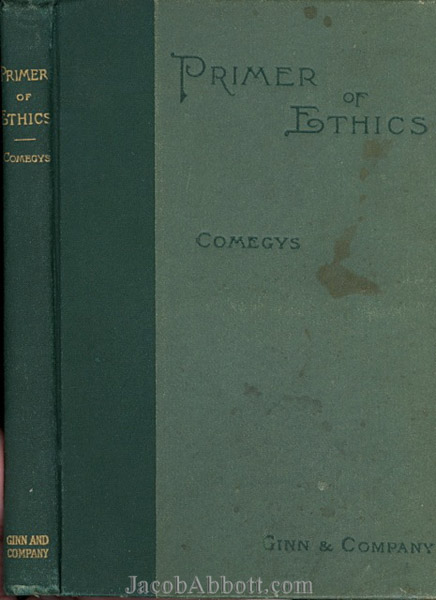 PRIMER
OF
ETHICS
COMEGYS
GINN AND
COMPANY
PRIMER
OF
ETHICS
COMEGYS
GINN & COMPANY
JacobAbbott.com